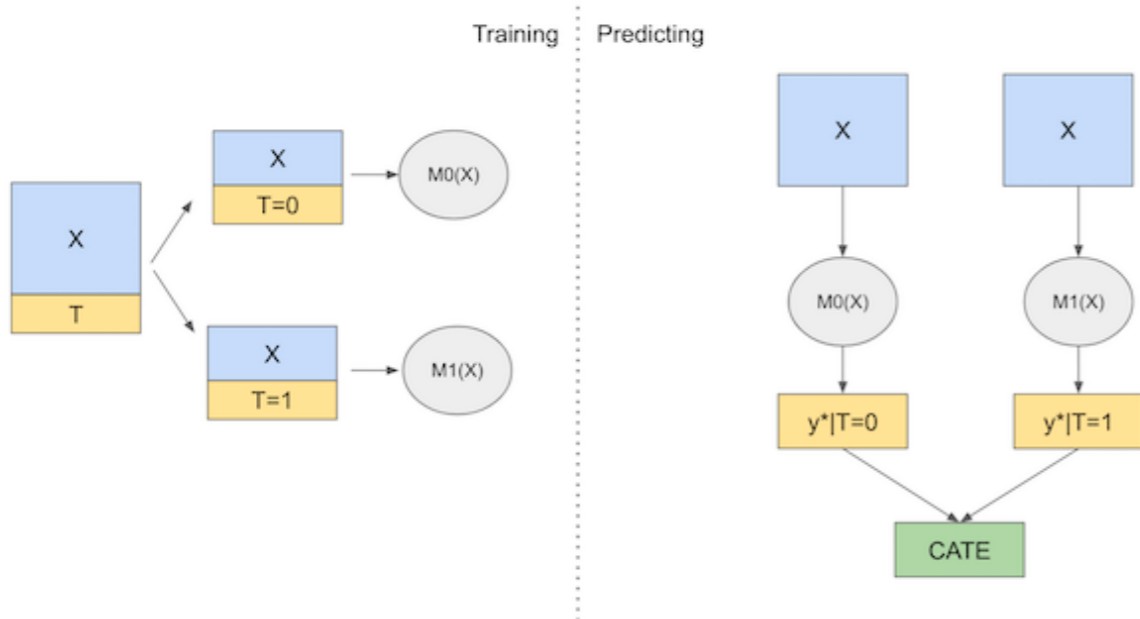 Training
X
T
X
T=0
M0(X)
X
T=1
M1(X)
Predicting
X
X
M0(X)
M1(X)
y*|T=0
y*|T=1
CATE